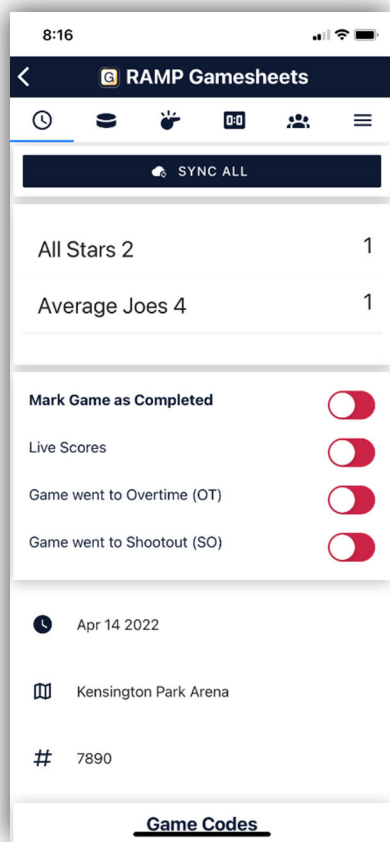 8:16
G RAMP Gamesheets
0:0
SYNC ALL
All Stars 2 1
Average Joes 4 1
Mark Game as Completed
Live Scores
Game went to Overtime (OT)
Game went to Shootout (SO)
Apr 14 2022
Kensington Park Arena
# 7890
Game Codes